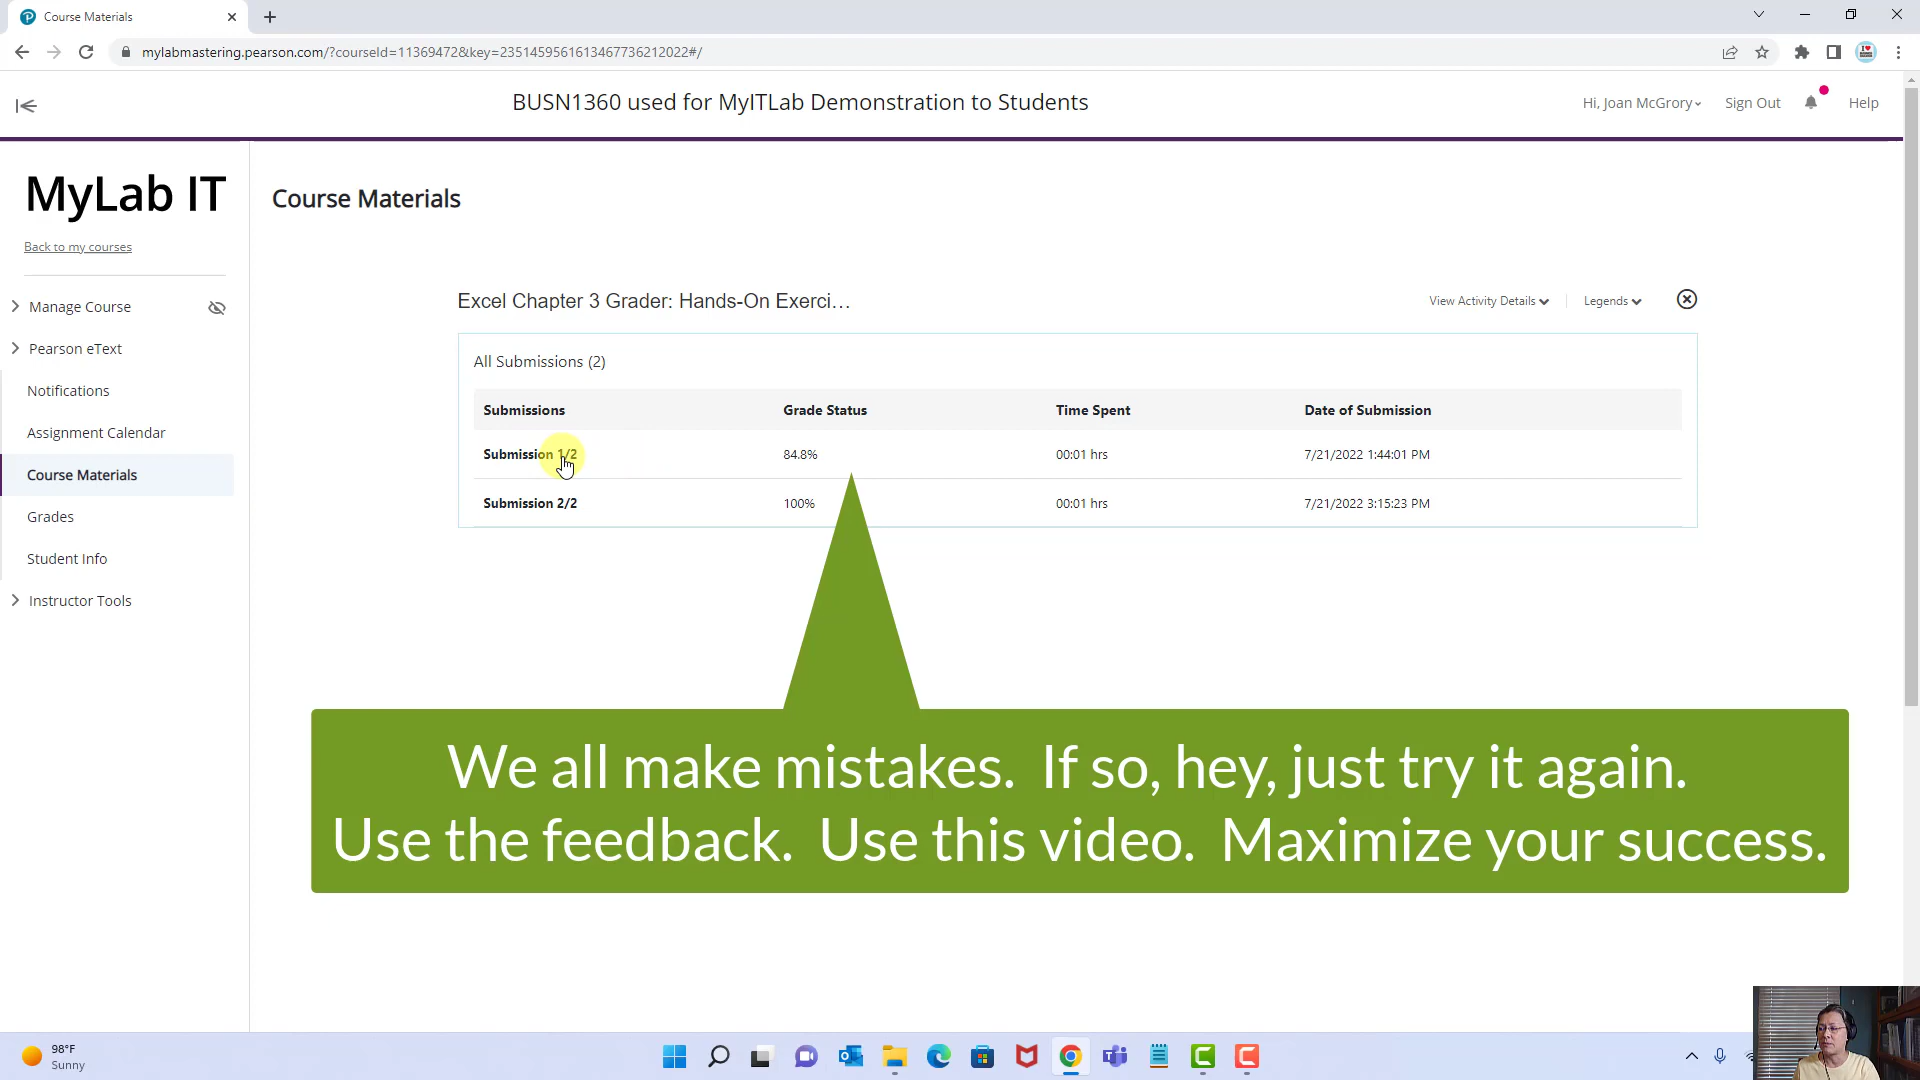 Course Materials
mylabmastering.pearson.com/?courseId=11369472&key=2351459561613467736212022#/
BUSN1360 used for MyITLab Demonstration to Students
Hi, Joan McGrory
Sign Out
Help
MyLab IT
Back to my courses
Manage Course
Pearson eText
Notifications
Assignment Calendar
Course Materials
Grades
Student Info
Instructor Tools
Course Materials
Excel Chapter 3 Grader: Hands-On Exerci...
View Activity Details
Legends
All Submissions (2)
Submissions Grade Status Time Spent Date of Submission
Submission 1/2 84.8% 00:01 hrs 7/21/2022 1:44:01 PM
Submission 2/2 100% 00:01 hrs 7/21/2022 3:15:23 PM
We all make mistakes. If so, hey, just try it again.
Use the feedback. Use this video. Maximize your success.
98°F
Sunny